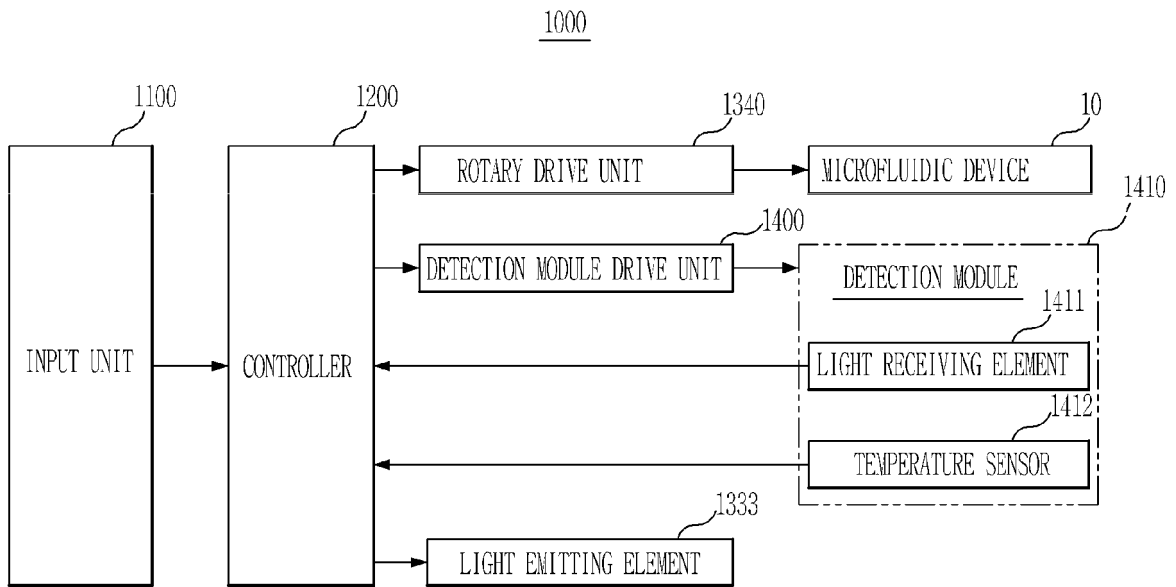 1000
1100
1200
1340
10
ROTARY DRIVE UNIT
MICROFLUIDIC DEVICE
1400
1410
DETECTION MODULE DRIVE UNIT
DETECTION MODULE
1411
INPUT UNIT
CONTROLLER
LIGHT RECEIVING ELEMENT
1412
TEMPERATURE SENSOR
1333
LIGHT EMITTING ELEMENT